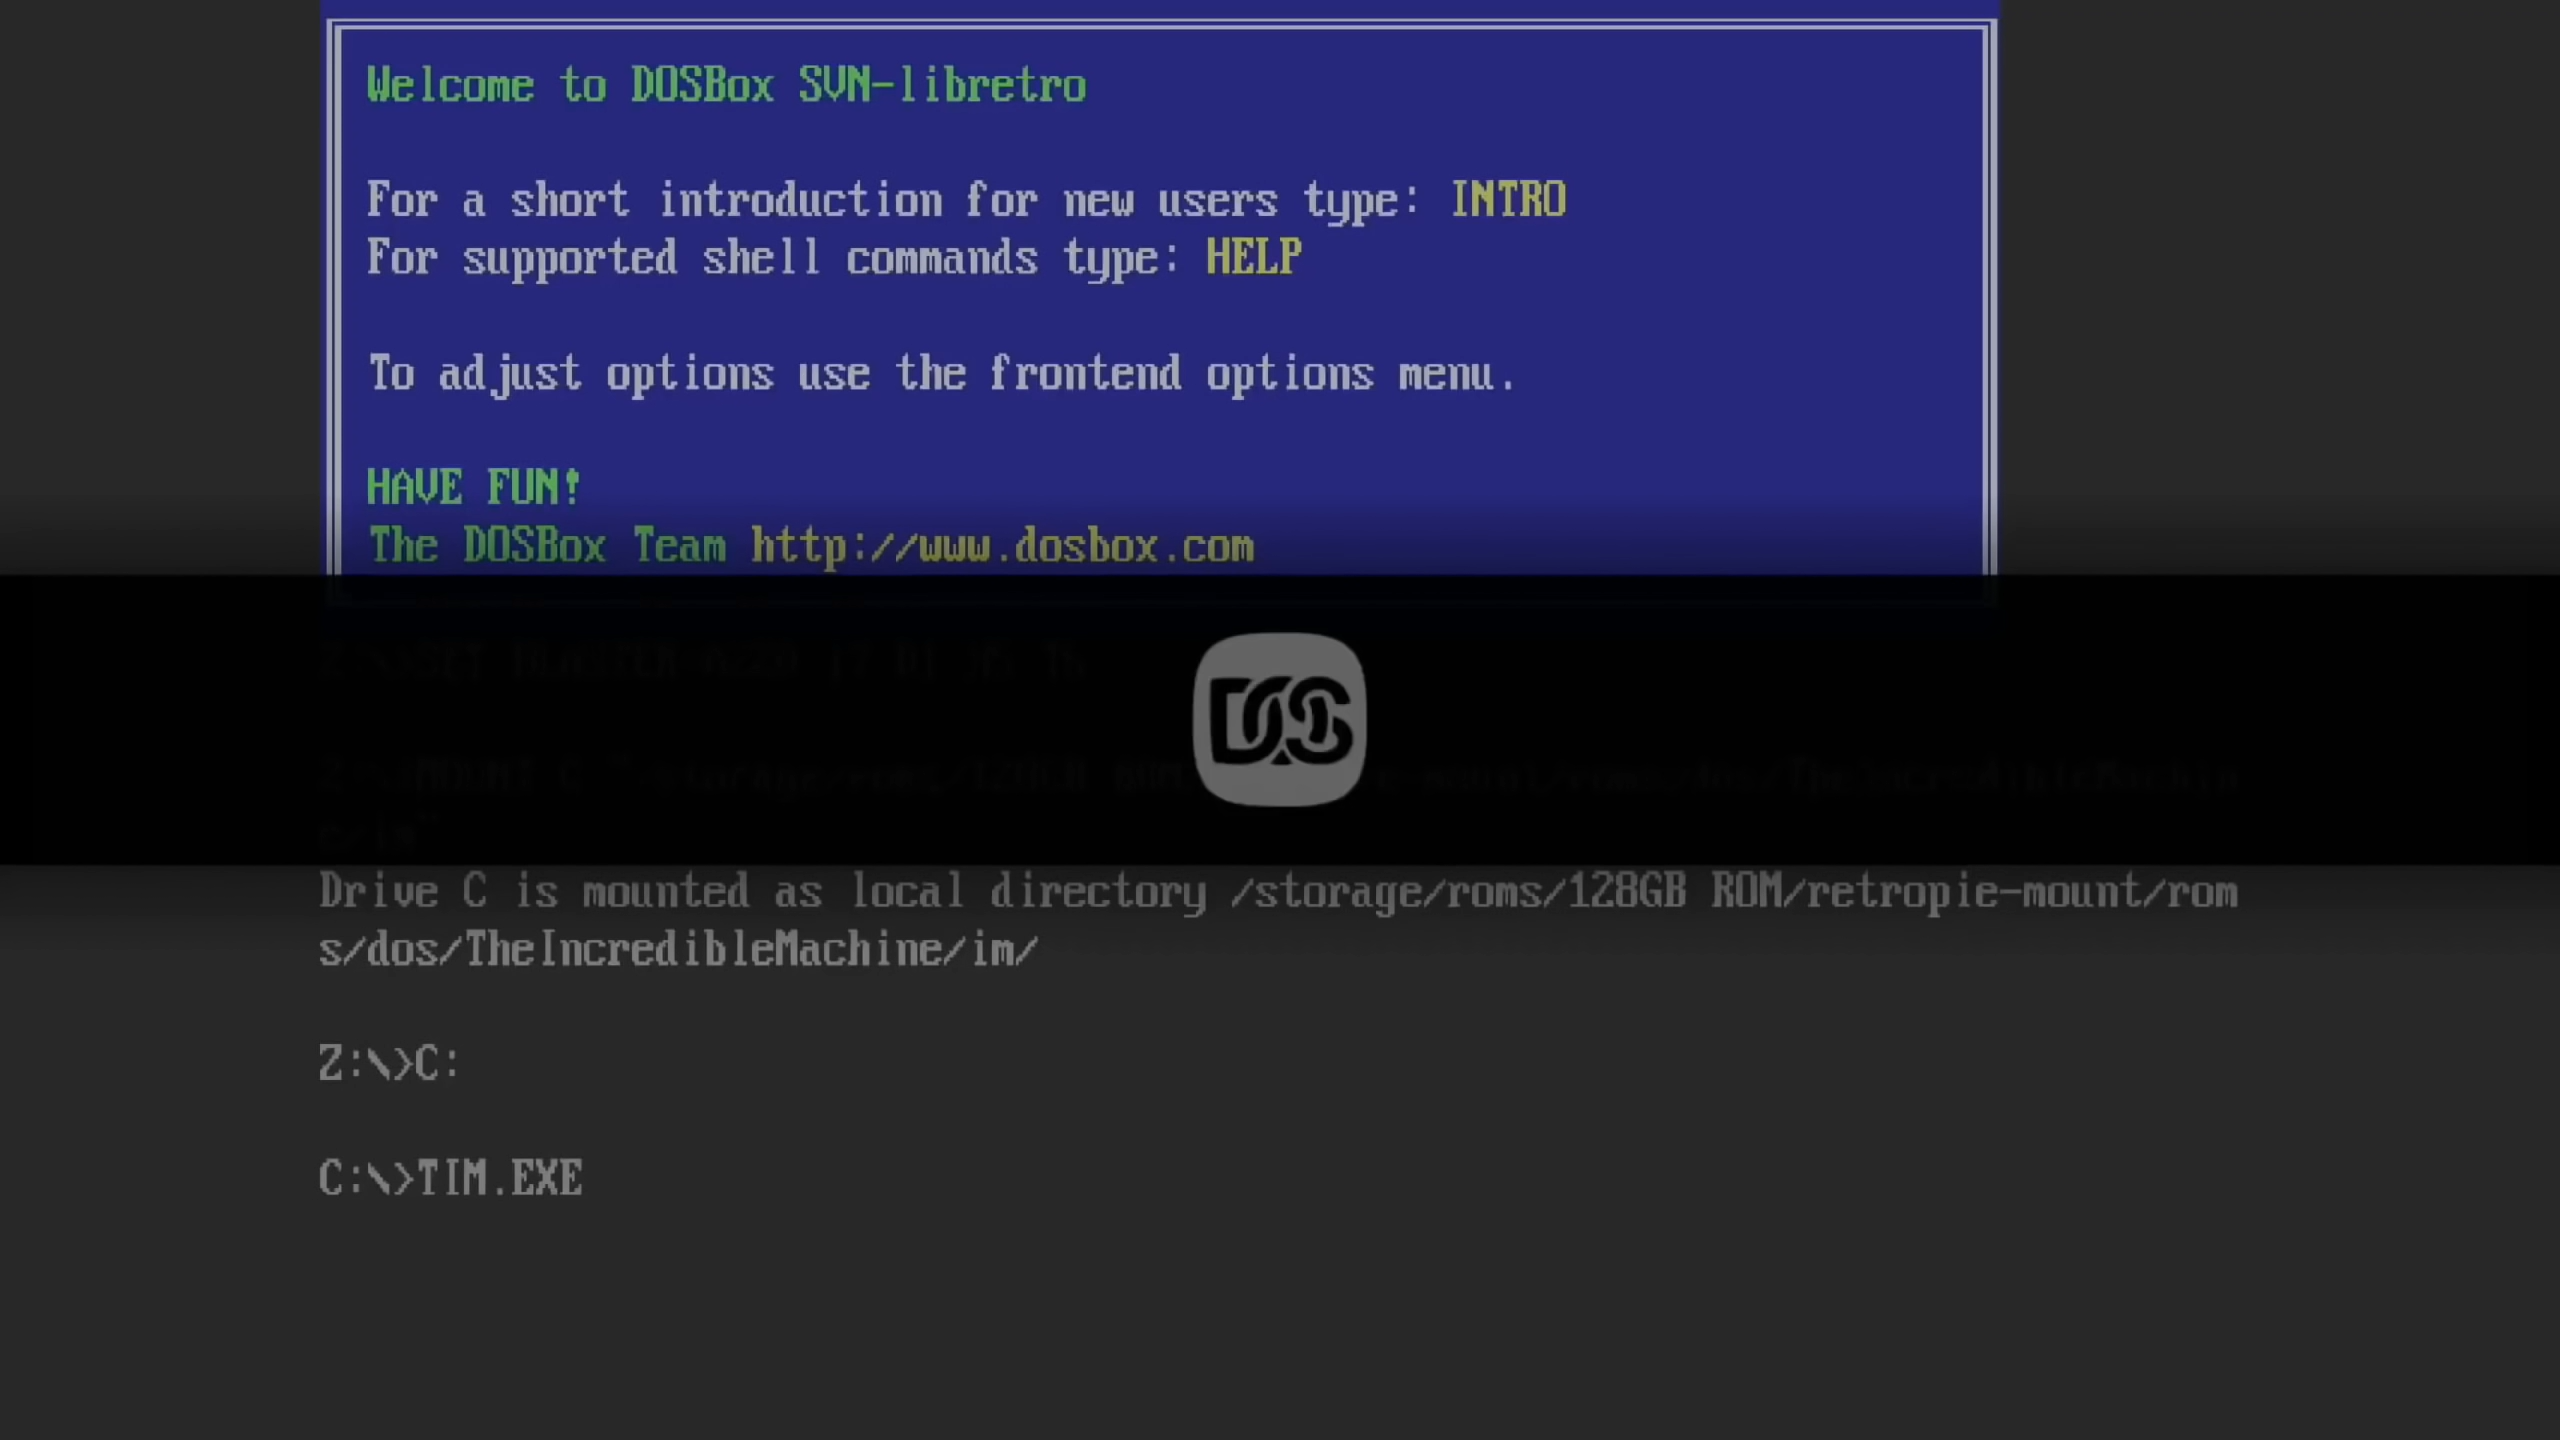 Welcome to DOSBox SVN-libretro
For a short introduction for new users type: INTRO
For supported shell commands type: HELP
To adjust options use the frontend options menu.
HAVE FUN!
The DOSBox Team http://www.dosbox.com
DOS
Drive C is mounted as local directory /storage/roms/128GB ROM/retropie-mount/rom
s/dos/TheIncredibleMachine/im/
Z:\>C:
C:\>TIM.EXE